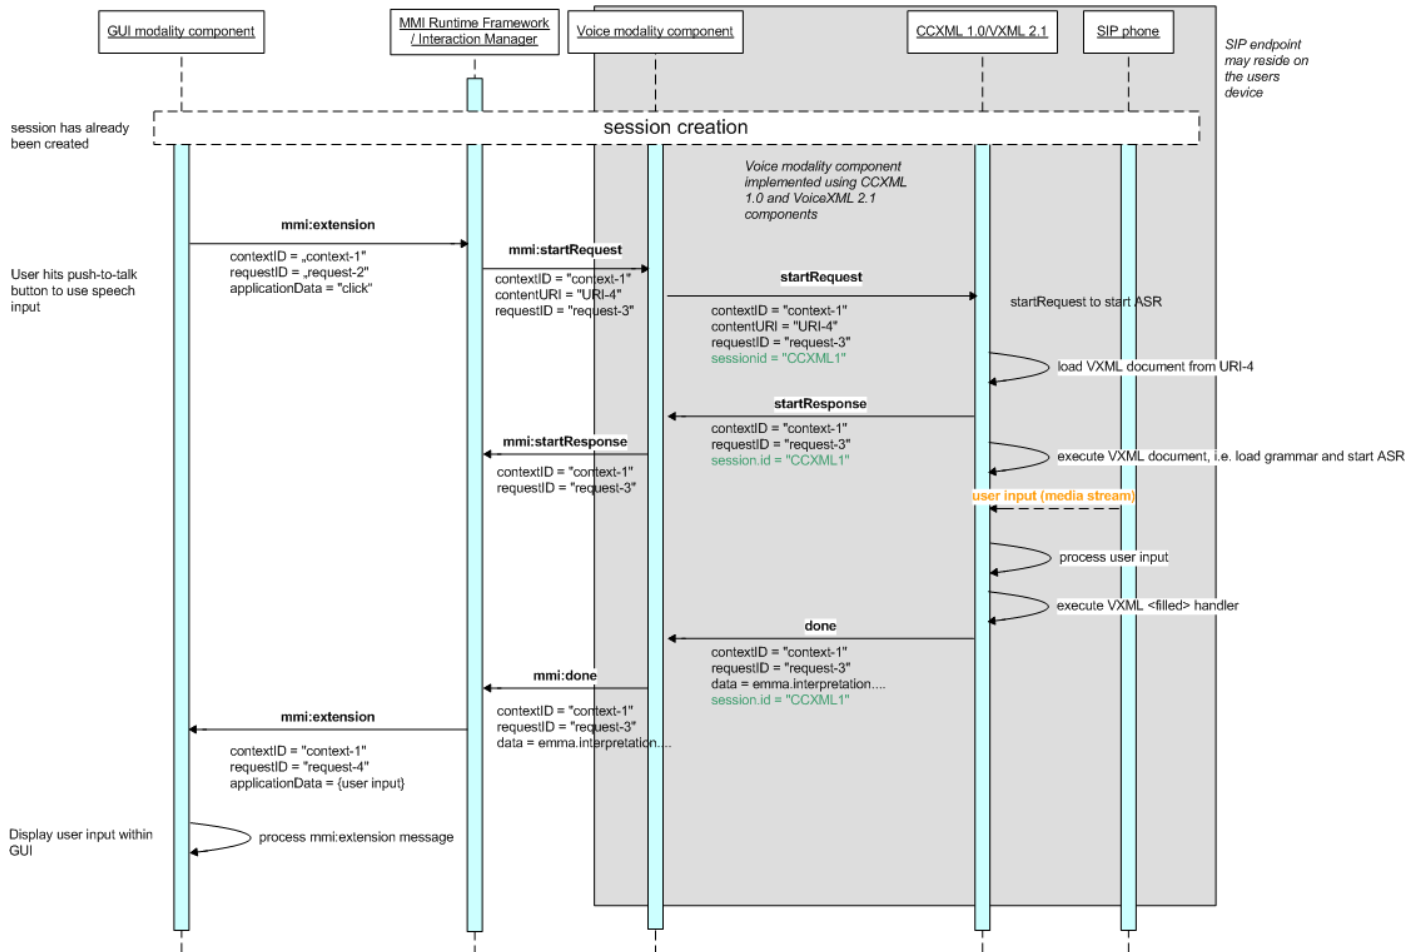 GUI modality component
MMI Runtime Framework
/ Interaction Manager
Voice modality component
CCXML 1.0/VXML 2.1
SIP phone
SIP endpoint
may reside on
the users
device
session has already
been created
session creation
Voice modality component
implemented using CCXML
1.0 and VoiceXML 2.1
components
mmi:extension
contextID = „context-1"
requestID = „request-2"
applicationData = "click"
User hits push-to-talk
button to use speech
input
mmi:startRequest
contextID = "context-1"
contentURI = "URI-4"
requestID = "request-3"
startRequest
contextID = "context-1"
contentURI = "URI-4"
requestID = "request-3"
sessionid = "CCXML1"
startRequest to start ASR
load VXML document from URI-4
startResponse
contextID = "context-1"
requestID = "request-3"
session.id = "CCXML1"
mmi:startResponse
contextID = "context-1"
requestID = "request-3"
execute VXML document, i.e. load grammar and start ASR
user input (media stream)
process user input
execute VXML <filled> handler
done
contextID = "context-1"
requestID = "request-3"
data = emma.interpretation....
session.id = "CCXML1"
mmi:done
contextID = "context-1"
requestID = "request-3"
data = emma.interpretation....
mmi:extension
contextID = "context-1"
requestID = "request-4"
applicationData = {user input}
Display user input within
GUI
process mmi:extension message